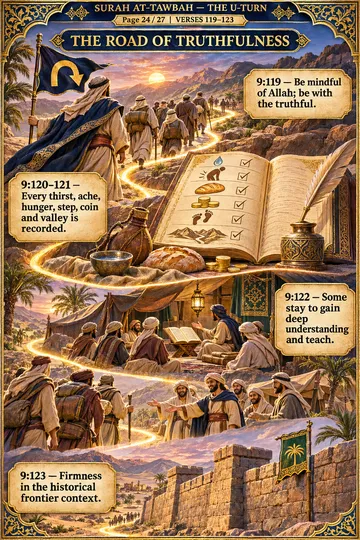 SURAH AT-TAWBAH — THE U-TURN
Page 24 / 27 | VERSES 119–123
THE ROAD OF TRUTHFULNESS
9:119 — Be mindful
of Allah; be with
the truthful.
9:120–121 —
Every thirst, ache,
hunger, step, coin
and valley is
recorded.
9:122 — Some
stay to gain
deep
understanding
and teach.
9:123 — Firmness
in the historical
frontier context.